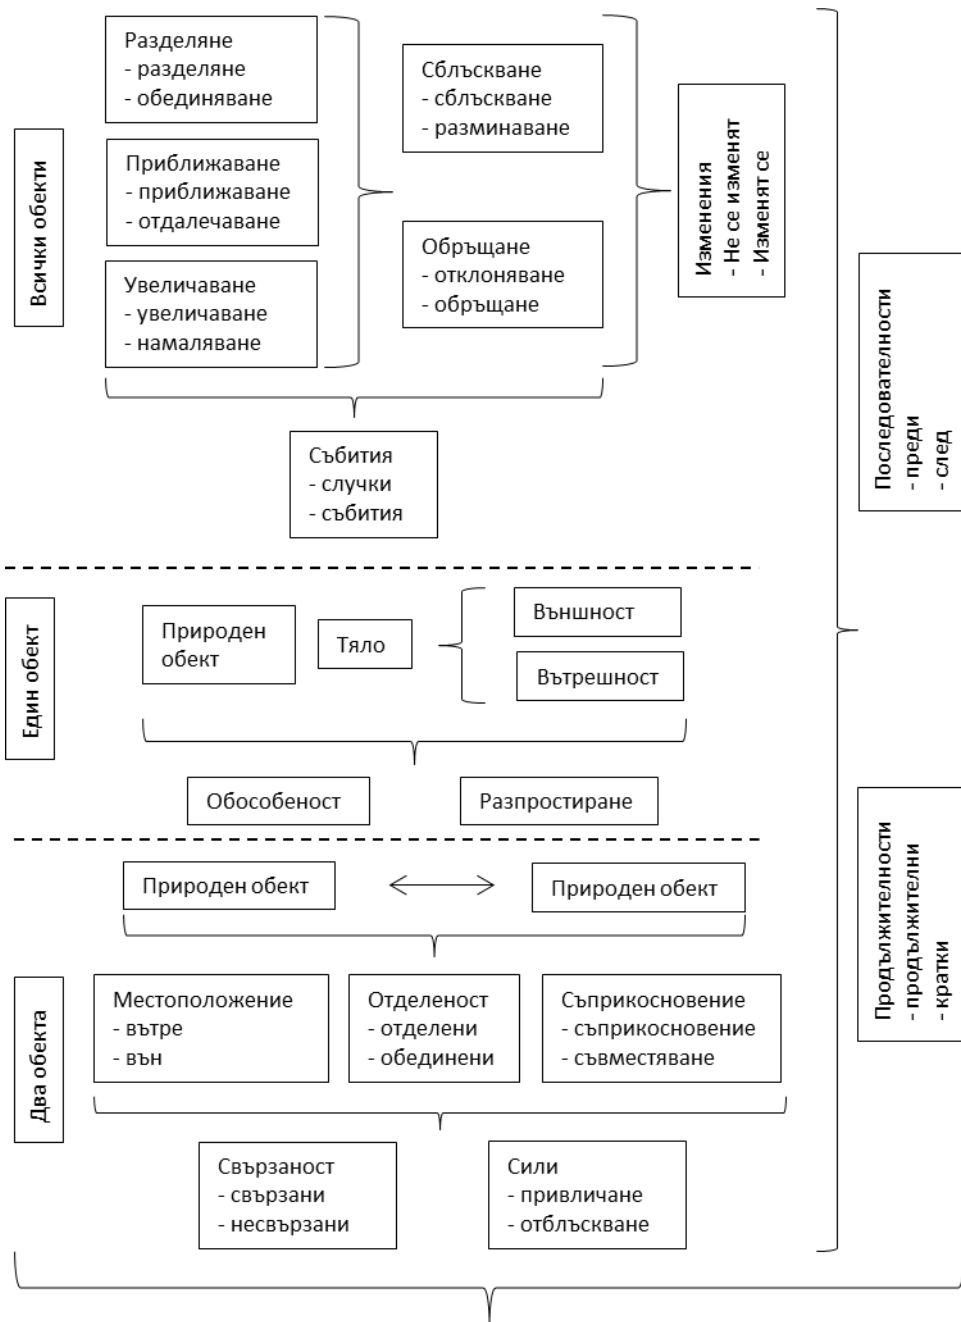 Всички обекти
Разделяне
- разделяне
- обединяване
Приближаване
- приближаване
- отдалечаване
Увеличаване
- увеличаване
- намаляване
Сблъскване
- сблъскване
- разминаване
Обръщане
- отклоняване
- обръщане
Изменения
- Не се изменят
- Изменят се
Събития
- случки
- събития
Един обект
Природен
обект
Тяло
Външност
Вътрешност
Обособеност
Разпростиране
Два обекта
Природен обект
Природен обект
Местоположение
- вътре
- вън
Отделеност
- отделени
- обединени
Съприкосновение
- съприкосновение
- съвместяване
Свързаност
- свързани
- несвързани
Сили
- привличане
- отблъскване
Последователности
- преди
- след
Продължителности
- продължителни
- кратки